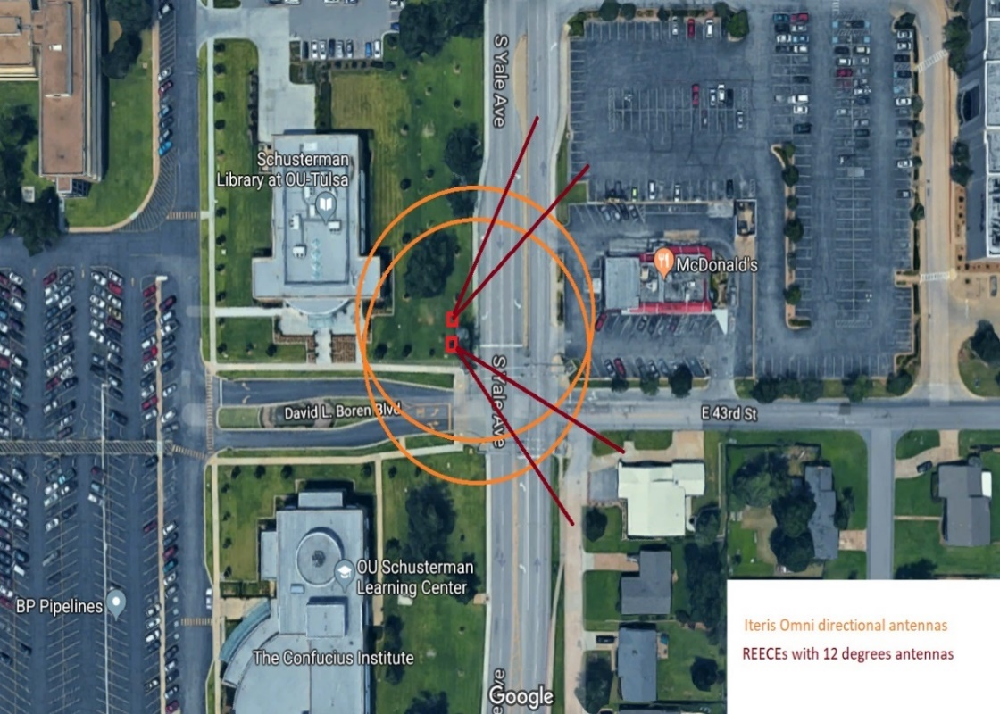 S Yale Ave
Schusterman
Library at OU-Tulsa
McDonald's
S Yale Ave
David L. Boren Blvd
E 43rd St
OU Schusterman
Learning Center
BP Pipelines
The Confucius Institute
Iteris Omni directional antennas
REECEs with 12 degrees antennas
Google